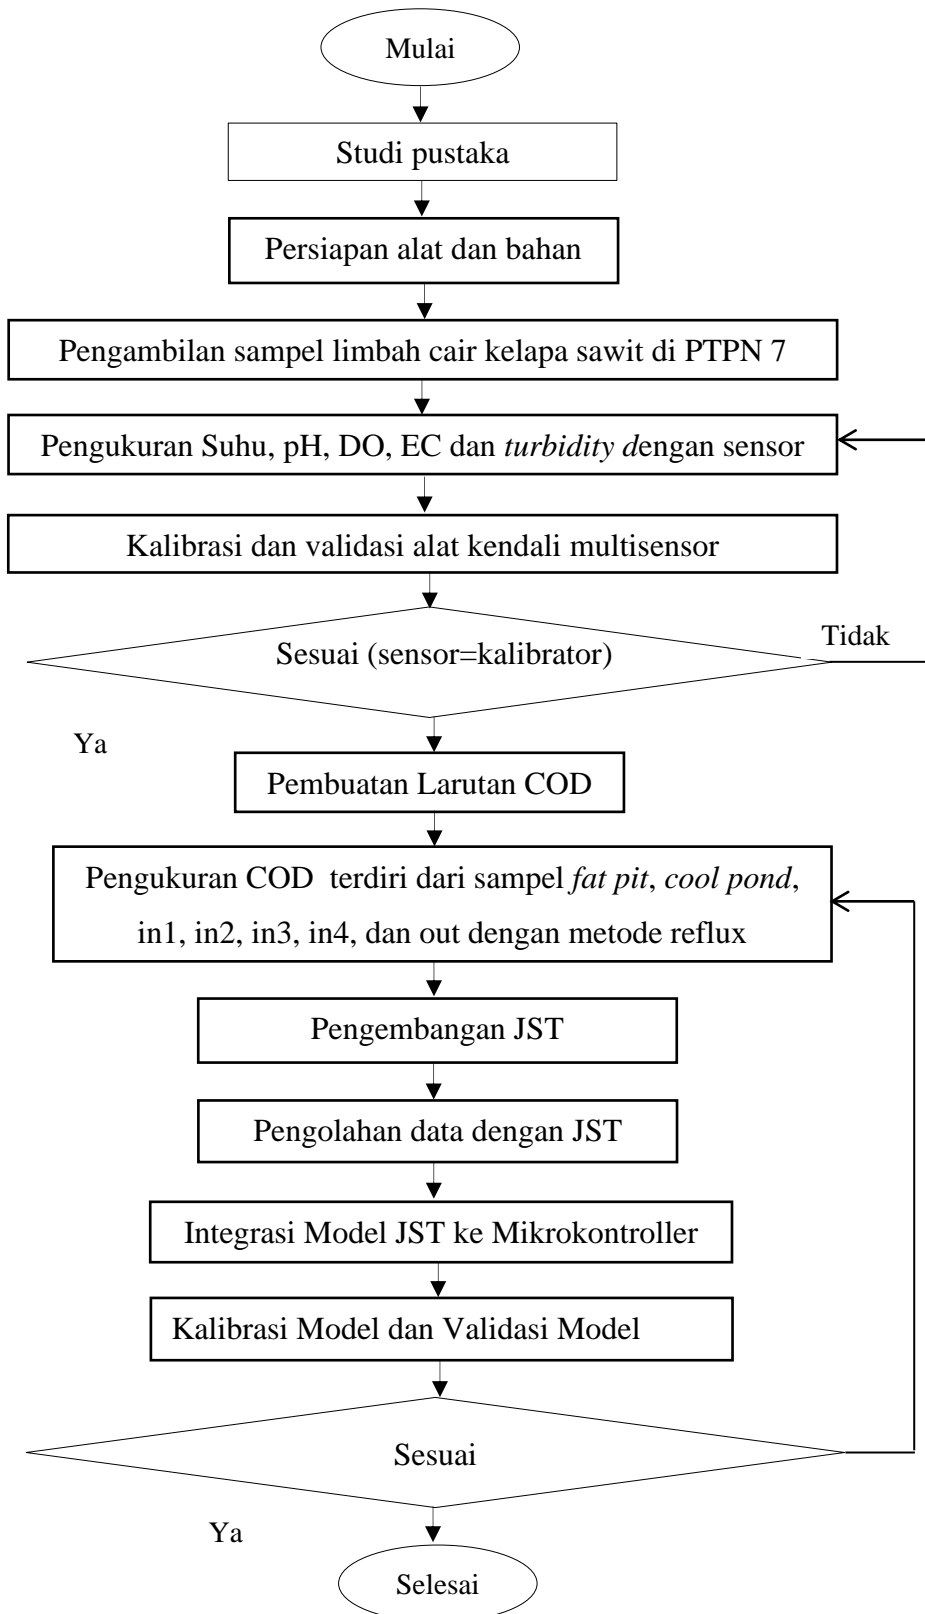 Mulai
Studi pustaka
Persiapan alat dan bahan
Pengambilan sampel limbah cair kelapa sawit di PTPN 7
Pengukuran Suhu, pH, DO, EC dan turbidity dengan sensor
Kalibrasi dan validasi alat kendali multisensor
Sesuai (sensor=kalibrator)
Tidak
Ya
Pembuatan Larutan COD
Pengukuran COD terdiri dari sampel fat pit, cool pond,
in1, in2, in3, in4, dan out dengan metode reflux
Pengembangan JST
Pengolahan data dengan JST
Integrasi Model JST ke Mikrokontroller
Kalibrasi Model dan Validasi Model
Sesuai
Ya
Selesai